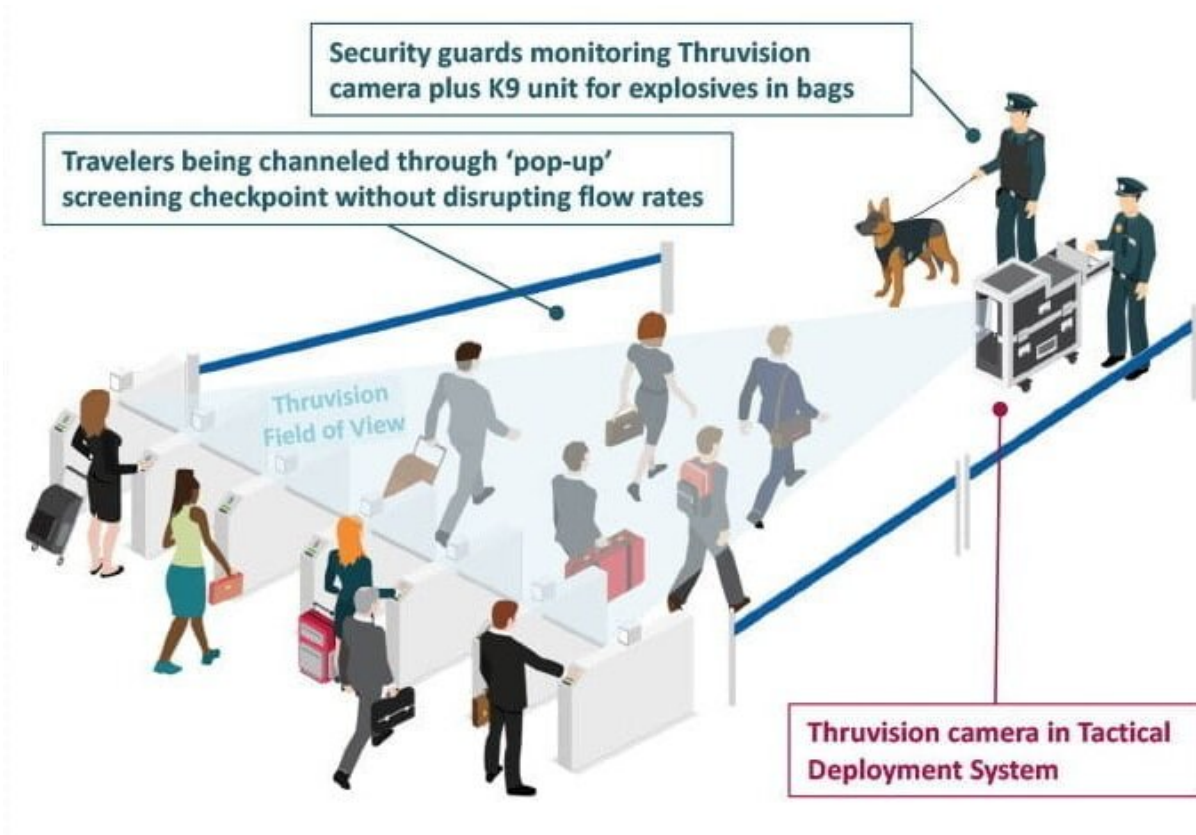 Security guards monitoring Thruvision
camera plus K9 unit for explosives in bags
Travelers being channeled through ‘pop-up’
screening checkpoint without disrupting flow rates
Thruvision
Field of View
Thruvision camera in Tactical
Deployment System